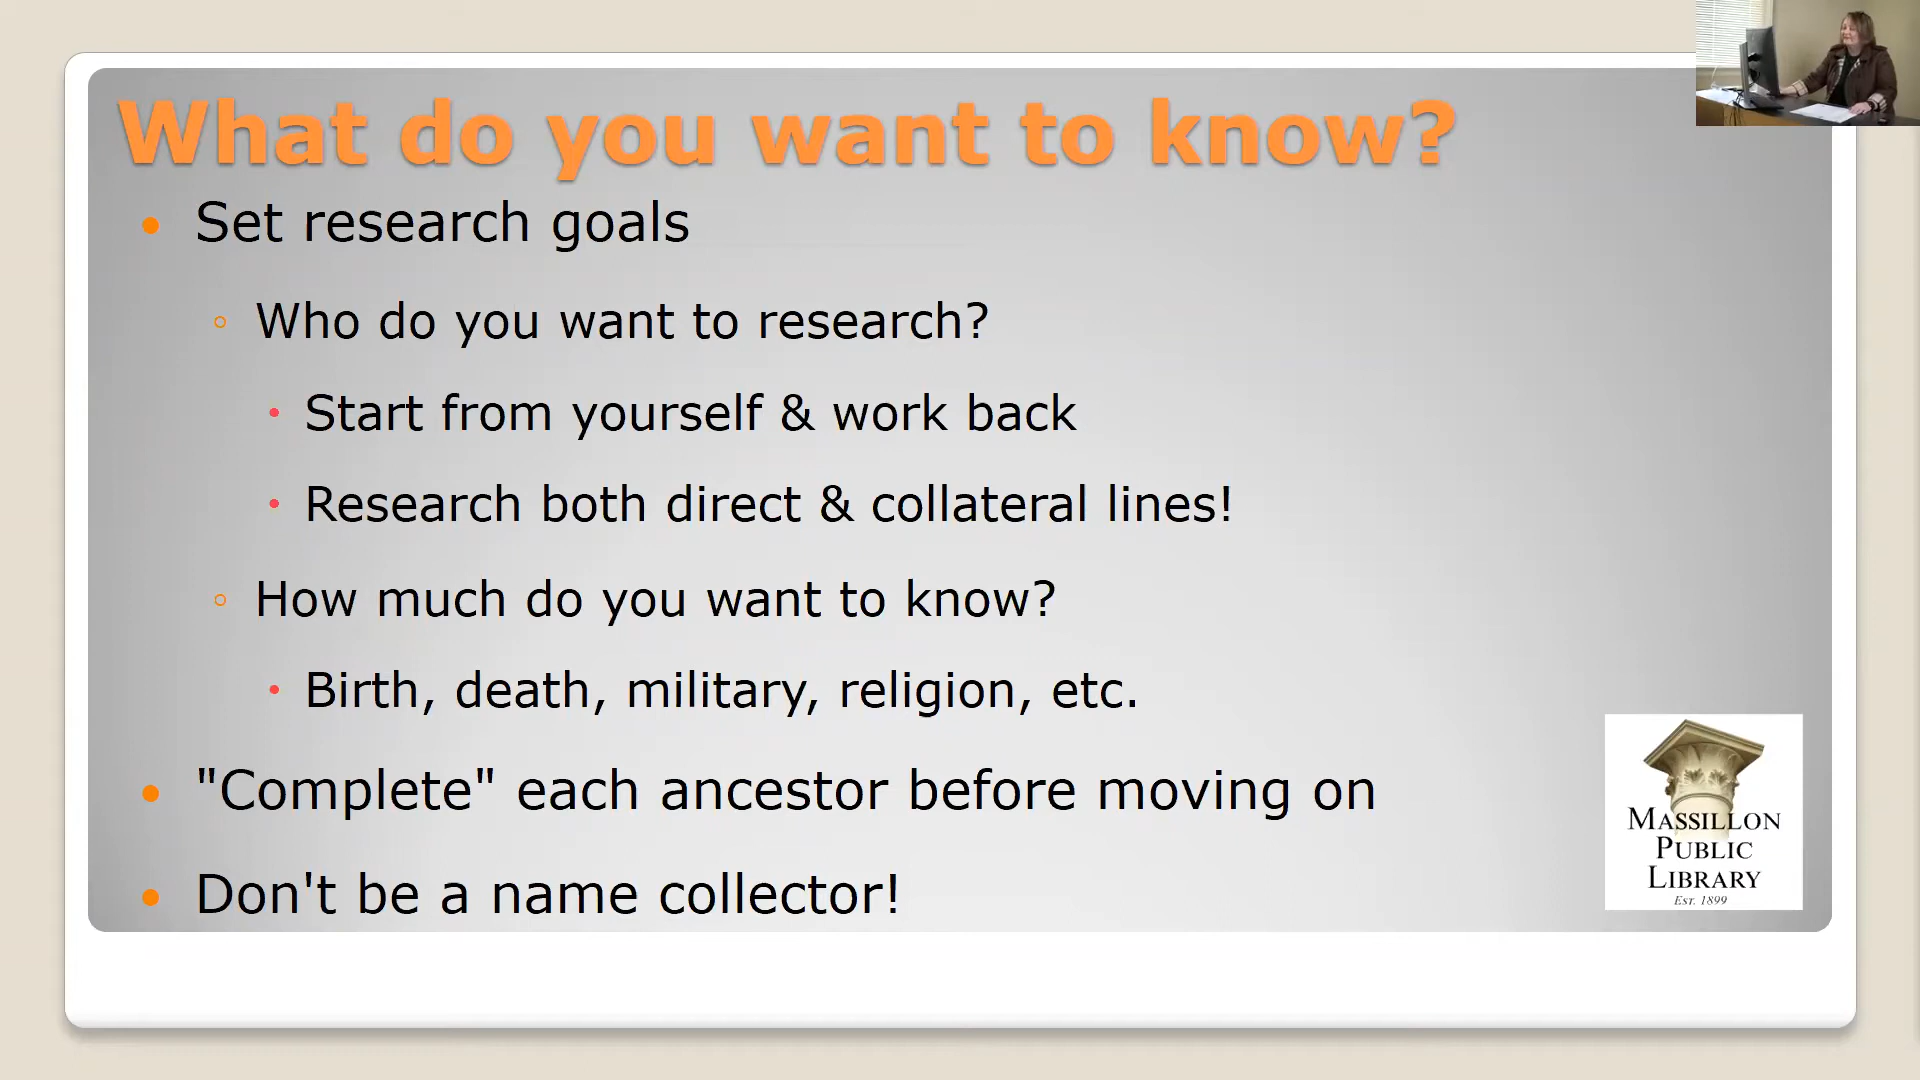 What do you want to know?
Set research goals
Who do you want to research?
Start from yourself & work back
Research both direct & collateral lines!
How much do you want to know?
Birth, death, military, religion, etc.
"Complete" each ancestor before moving on
Don't be a name collector!
MASSILLON
PUBLIC
LIBRARY
EST. 1899